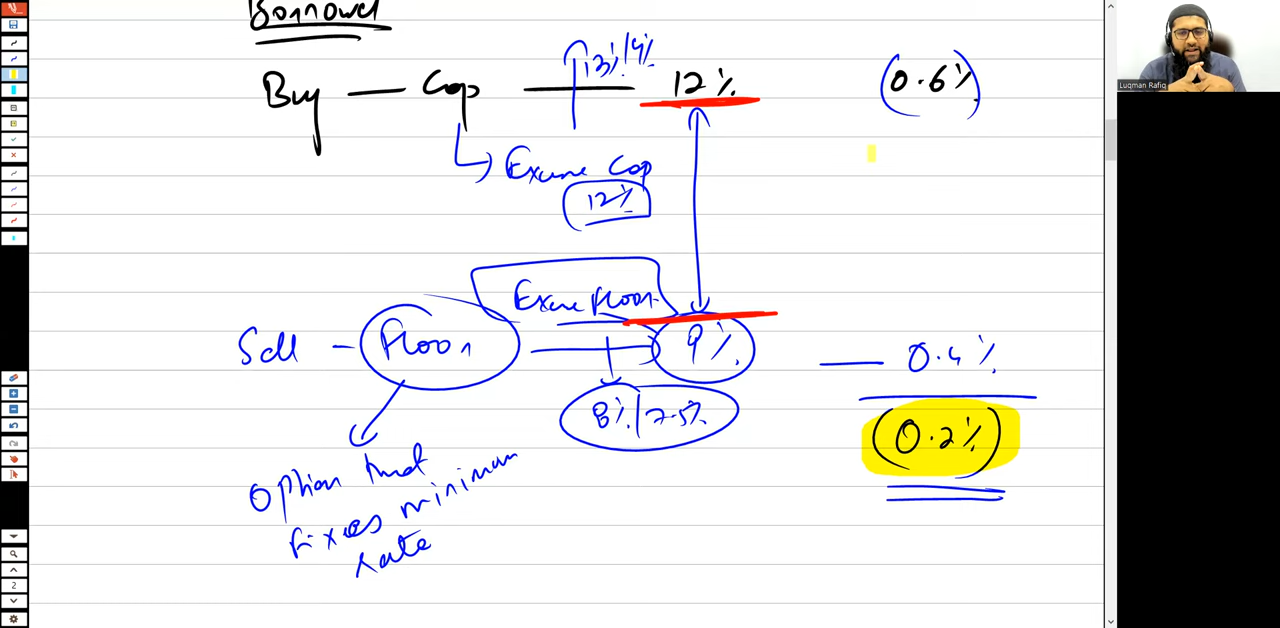 Borrower
13%/14%
Buy — Cap — 12% (0.6%)
Luqman Rafiq
Exercise Cap
12%
Exercise Floor
Sell — Floor — 9% — 0.4%
8%/7.5%
(0.2%)
Option that
fixes minimum
rate
2